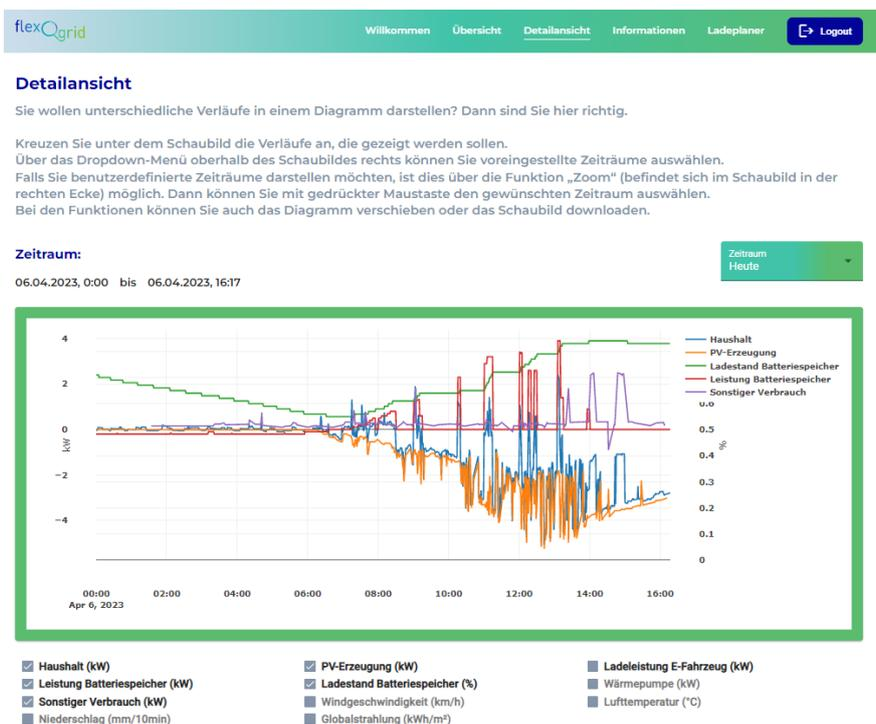 flexQgrid
Willkommen Übersicht Detailansicht Informationen Ladeplaner Logout
Detailansicht
Sie wollen unterschiedliche Verläufe in einem Diagramm darstellen? Dann sind Sie hier richtig.
Kreuzen Sie unter dem Schaubild die Verläufe an, die gezeigt werden sollen.
Über das Dropdown-Menü oberhalb des Schaubildes rechts können Sie voreingestellte Zeiträume auswählen.
Falls Sie benutzerdefinierte Zeiträume darstellen möchten, ist dies über die Funktion „Zoom“ (befindet sich im Schaubild in der
rechten Ecke) möglich. Dann können Sie mit gedrückter Maustaste den gewünschten Zeitraum auswählen.
Bei den Funktionen können Sie auch das Diagramm verschieben oder das Schaubild downloaden.
Zeitraum:
Zeitraum
Heute
06.04.2023, 0:00 bis 06.04.2023, 16:17
4
2
0
−2
−4
kW
Haushalt
PV-Erzeugung
Ladestand Batteriespeicher
Leistung Batteriespeicher
Sonstiger Verbrauch
0.6
0.5
0.4
0.3
0.2
0.1
0
%
00:00 02:00 04:00 06:00 08:00 10:00 12:00 14:00 16:00
Apr 6, 2023
Haushalt (kW) PV-Erzeugung (kW) Ladeleistung E-Fahrzeug (kW)
Leistung Batteriespeicher (kW) Ladestand Batteriespeicher (%) Wärmepumpe (kW)
Sonstiger Verbrauch (kW) Windgeschwindigkeit (km/h) Lufttemperatur (°C)
Niederschlag (mm/10min) Globalstrahlung (kWh/m²)